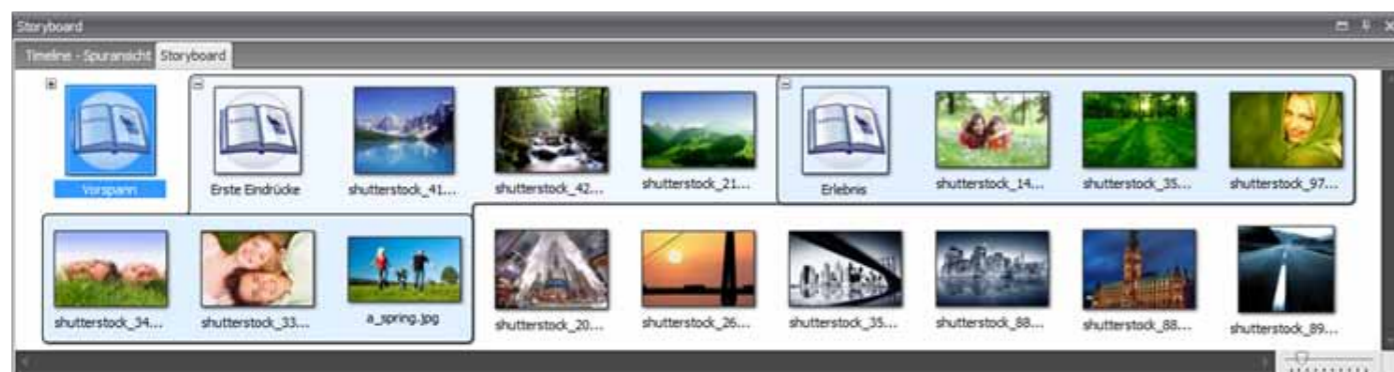 Storyboard
Timeline - Spuransicht Storyboard
Vorspann Erste Eindrücke shutterstock_41... shutterstock_42... shutterstock_21... Erlebnis shutterstock_14... shutterstock_35... shutterstock_97...
shutterstock_34... shutterstock_33... a_spring.jpg shutterstock_20... shutterstock_26... shutterstock_35... shutterstock_88... shutterstock_88... shutterstock_89...